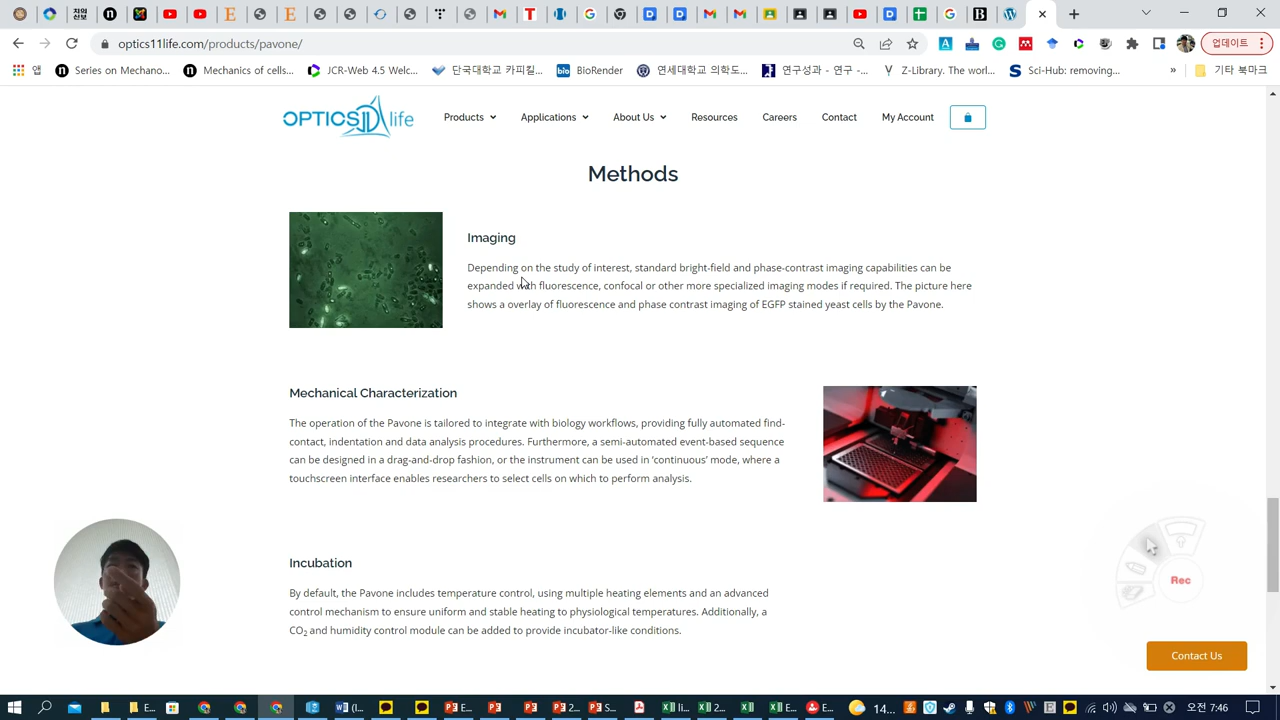 optics11life.com/products/pavone/
업데이트
앱
Series on Mechano...
Mechanics of cells...
JCR-Web 4.5 Welc...
단국대학교 카피킬...
bio BioRender
연세대학교 의학도...
연구성과 - 연구 -...
Z-Library. The worl...
Sci-Hub: removing...
»
기타 북마크
OPTICS11 life
Products
Applications
About Us
Resources
Careers
Contact
My Account
Methods
Imaging
Depending on the study of interest, standard bright-field and phase-contrast imaging capabilities can be
expanded with fluorescence, confocal or other more specialized imaging modes if required. The picture here
shows a overlay of fluorescence and phase contrast imaging of EGFP stained yeast cells by the Pavone.
Mechanical Characterization
The operation of the Pavone is tailored to integrate with biology workflows, providing fully automated find-
contact, indentation and data analysis procedures. Furthermore, a semi-automated event-based sequence
can be designed in a drag-and-drop fashion, or the instrument can be used in ‘continuous’ mode, where a
touchscreen interface enables researchers to select cells on which to perform analysis.
Incubation
By default, the Pavone includes temperature control, using multiple heating elements and an advanced
control mechanism to ensure uniform and stable heating to physiological temperatures. Additionally, a
CO2 and humidity control module can be added to provide incubator-like conditions.
Rec
Contact Us
14...
오전 7:46